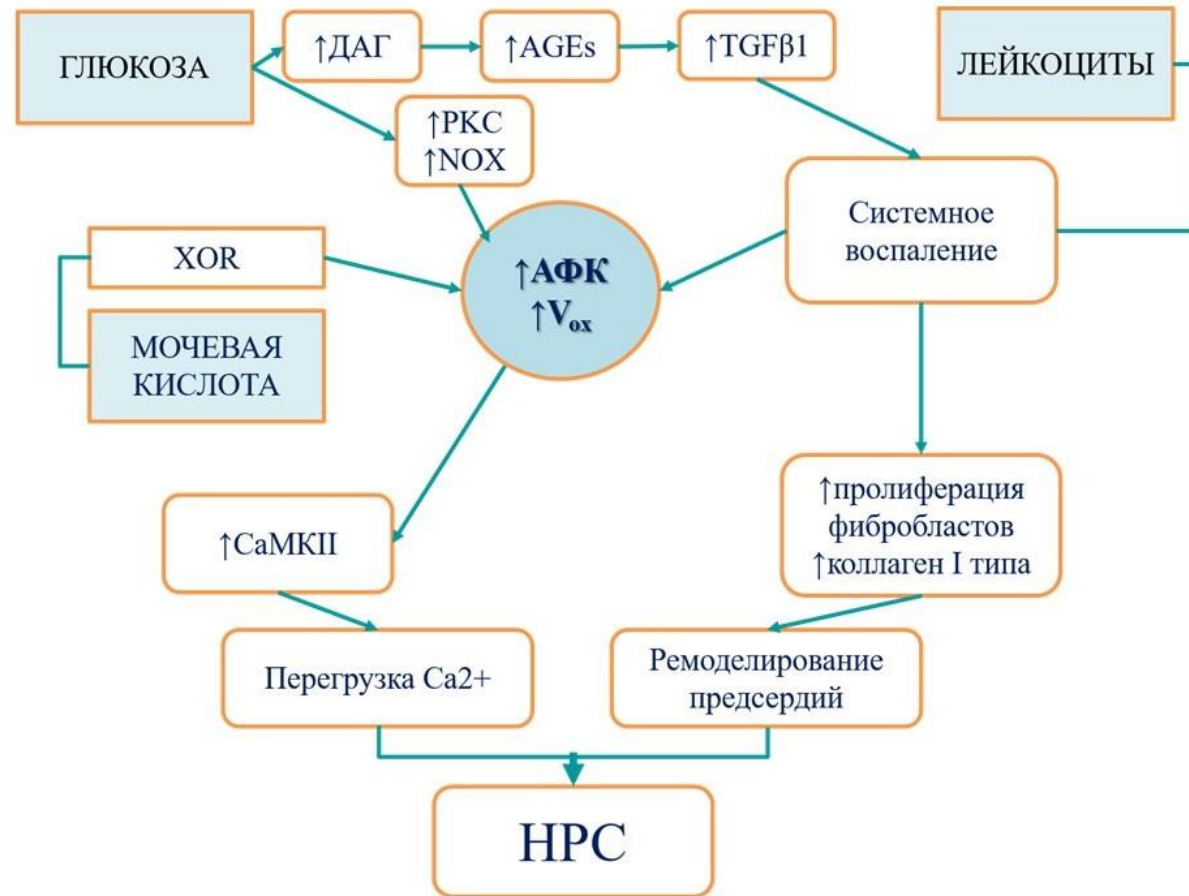 ГЛЮКОЗА
↑ДАГ
↑AGEs
↑TGFβ1
ЛЕЙКОЦИТЫ
↑PKC
↑NOX
Системное
воспаление
XOR
↑АФК
↑Vox
МОЧЕВАЯ
КИСЛОТА
↑пролиферация
фибробластов
↑коллаген I типа
↑CaMКII
Перегрузка Ca2+
Ремоделирование
предсердий
НРС